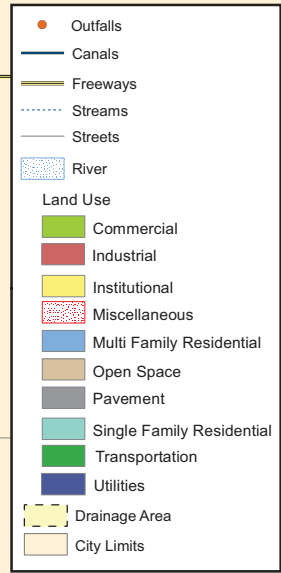 Outfalls
Canals
Freeways
Streams
Streets
River
Land Use
Commercial
Industrial
Institutional
Miscellaneous
Multi Family Residential
Open Space
Pavement
Single Family Residential
Transportation
Utilities
Drainage Area
City Limits